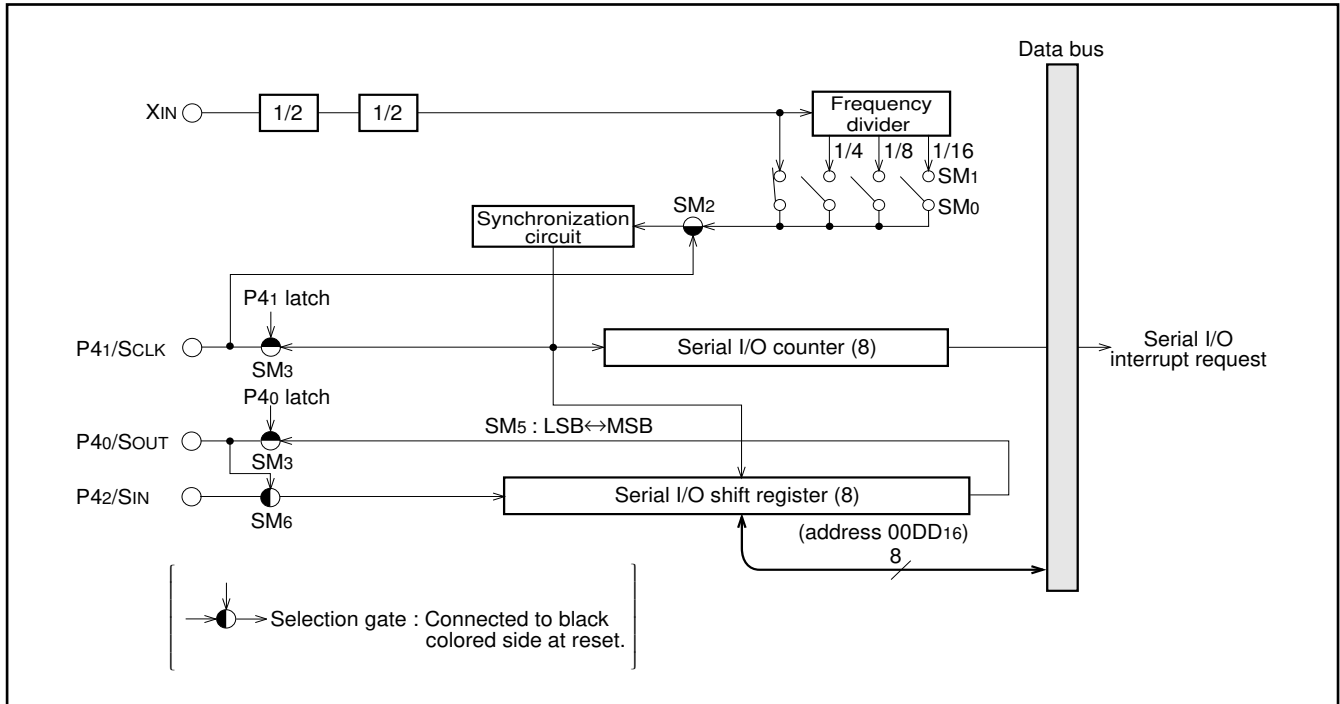 Data bus
XIN
1/2
1/2
Frequency
divider
1/4
1/8
1/16
SM1
SM0
SM2
Synchronization
circuit
P41 latch
P41/SCLK
SM3
Serial I/O counter (8)
Serial I/O
interrupt request
P40 latch
P40/SOUT
SM3
SM5 : LSB↔MSB
P42/SIN
SM6
Serial I/O shift register (8)
(address 00DD16)
8
Selection gate : Connected to black
colored side at reset.